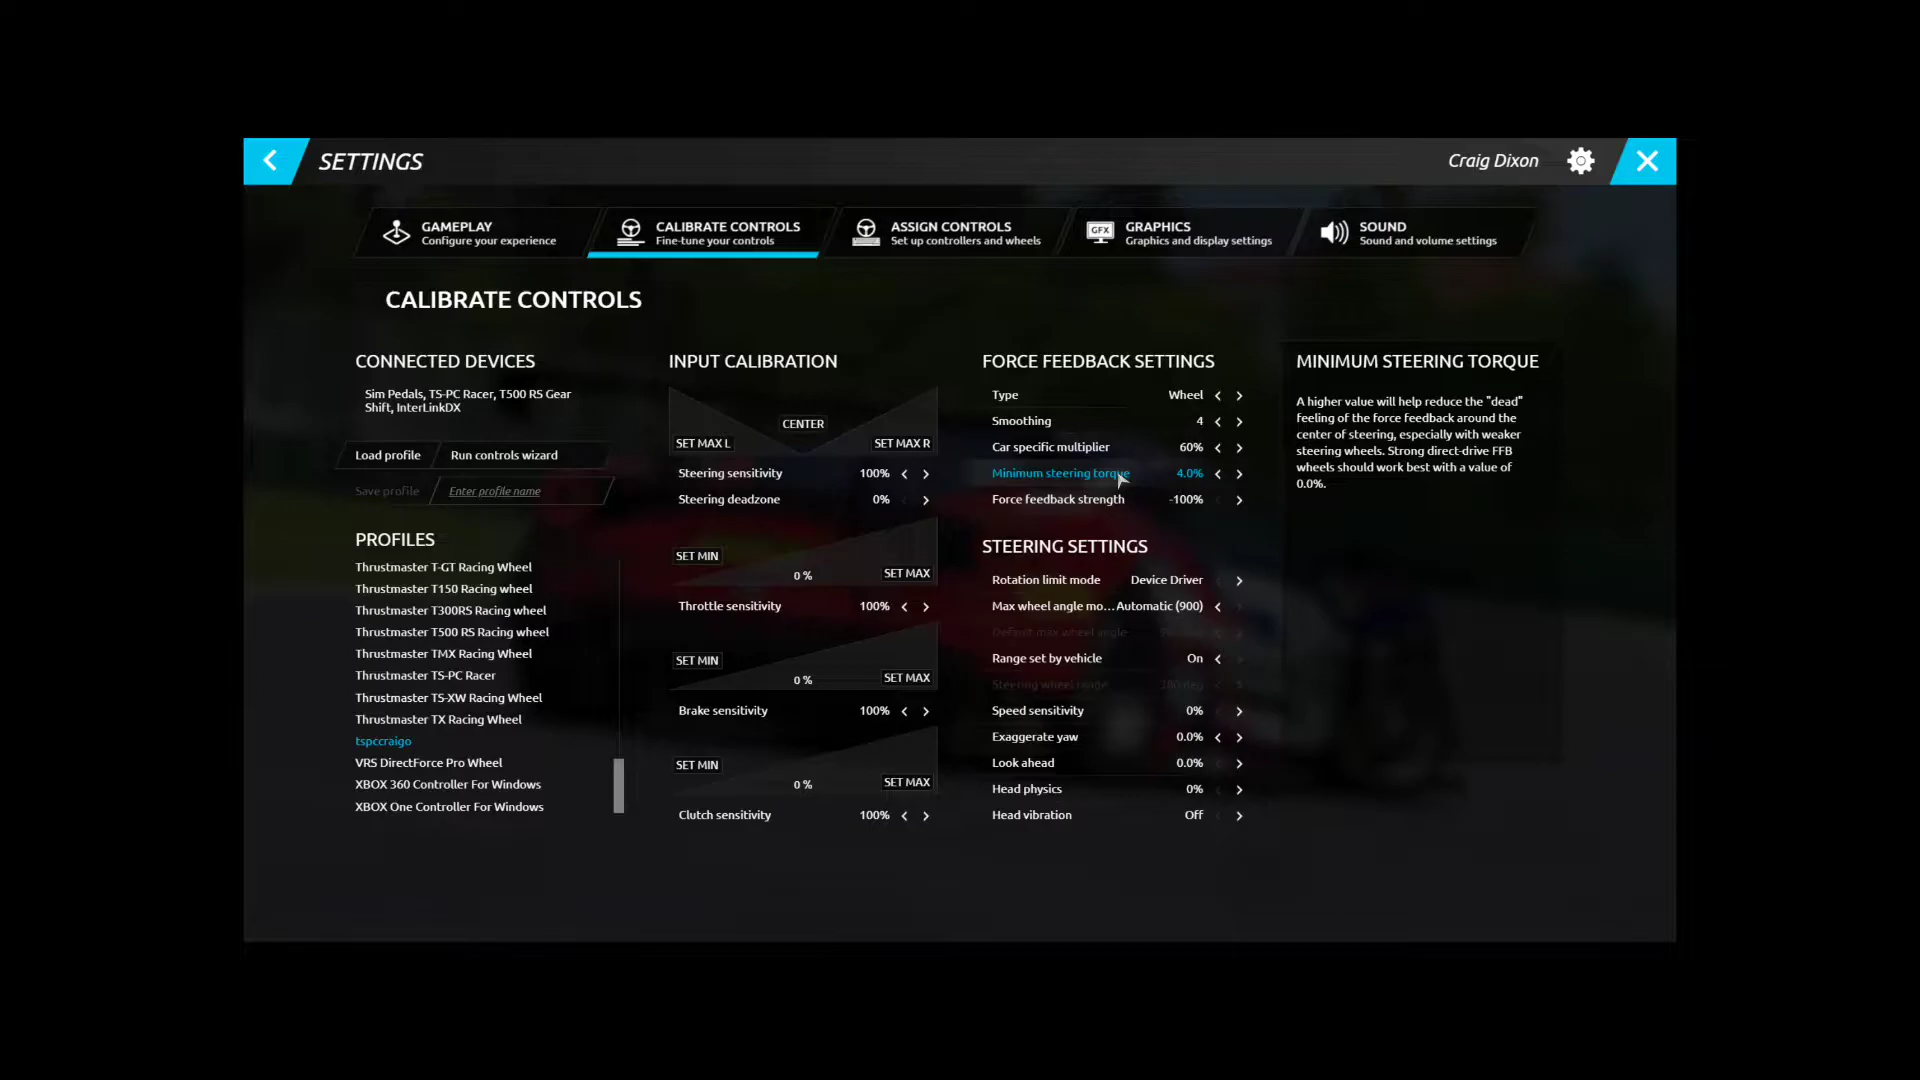 SETTINGS
Craig Dixon
GAMEPLAY
Configure your experience
CALIBRATE CONTROLS
Fine-tune your controls
ASSIGN CONTROLS
Set up controllers and wheels
GFX
GRAPHICS
Graphics and display settings
SOUND
Sound and volume settings
CALIBRATE CONTROLS
CONNECTED DEVICES
Sim Pedals, TS-PC Racer, T500 RS Gear
Shift, InterLinkDX
Load profile
Run controls wizard
Save profile
Enter profile name
PROFILES
Thrustmaster T-GT Racing Wheel
Thrustmaster T150 Racing wheel
Thrustmaster T300RS Racing wheel
Thrustmaster T500 RS Racing wheel
Thrustmaster TMX Racing Wheel
Thrustmaster TS-PC Racer
Thrustmaster TS-XW Racing Wheel
Thrustmaster TX Racing Wheel
tspccraigo
VRS DirectForce Pro Wheel
XBOX 360 Controller For Windows
XBOX One Controller For Windows
INPUT CALIBRATION
CENTER
SET MAX L
SET MAX R
Steering sensitivity 100%
Steering deadzone 0%
SET MIN
0 %
SET MAX
Throttle sensitivity 100%
SET MIN
0 %
SET MAX
Brake sensitivity 100%
SET MIN
0 %
SET MAX
Clutch sensitivity 100%
FORCE FEEDBACK SETTINGS
Type Wheel
Smoothing 4
Car specific multiplier 60%
Minimum steering torque 4.0%
Force feedback strength -100%
STEERING SETTINGS
Rotation limit mode Device Driver
Max wheel angle mo... Automatic (900)
Default max wheel angle
Range set by vehicle On
Steering wheel range
Speed sensitivity 0%
Exaggerate yaw 0.0%
Look ahead 0.0%
Head physics 0%
Head vibration Off
MINIMUM STEERING TORQUE
A higher value will help reduce the "dead"
feeling of the force feedback around the
center of steering, especially with weaker
steering wheels. Strong direct-drive FFB
wheels should work best with a value of
0.0%.